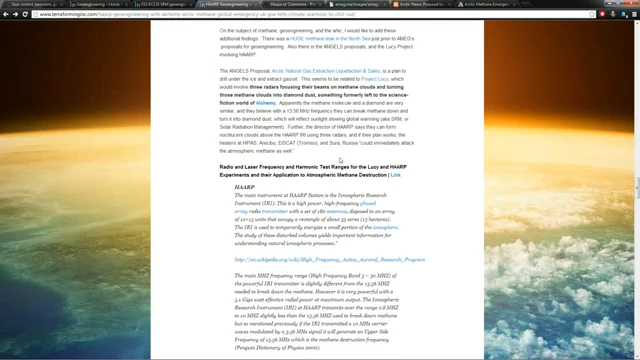 HAARP Geoengineering
House of Commons - P
Arctic News: Proposal to
Arctic Methane Emergen
www.terraforminginc.com/haarp-geoengineering-with-alchemy-arctic-methane-global-emergency-uk-govt-tells-climate-alarmists-to-chill-out/
On the subject of methane, geoengineering, and the artic, I would like to add these
additional findings. There was a HUGE methane leak in the North Sea just prior to AMEG's
proposals for geoengineering. Also there is the ANGELS proposals, and the Lucy Project
involving HAARP.
The ANGELS Proposal, Arctic Natural Gas Extraction Liquefaction & Sales, is a plan to
drill under the ice and extract gas/oil. This seems to be related to Project Lucy, which
would involve three radars focusing their beams on methane clouds and turning
those methane clouds into diamond dust, something formerly left to the science-
fiction world of Alchemy. Apparently the methane molecule and a diamond are very
similar, and they believe with a 13.56 MHZ frequency they can break methane down and
turn it into diamond dust, which will reflect sunlight slowing global warming (aka SRM, or
Solar Radiation Management). Further, the director of HAARP says they can form
noctilucent clouds above the HAARP IRI using three radars, and if their plan works, the
heaters at HIPAS, Arecibo, EISCAT (Tromso), and Sura, Russia "could immediately attack
the atmospheric methane as well."
Radio and Laser Frequency and Harmonic Test Ranges for the Lucy and HAARP
Experiments and their Application to Atmospheric Methane Destruction | Link
HAARP
The main instrument at HAARP Station is the Ionospheric Research
Instrument (IRI). This is a high power, high-frequency phased
array radio transmitter with a set of 180 antennas, disposed in an array
of 12×15 units that occupy a rectangle of about 33 acres (13 hectares).
The IRI is used to temporarily energize a small portion of the ionosphere.
The study of these disturbed volumes yields important information for
understanding natural ionospheric processes."
http://en.wikipedia.org/wiki/High_Frequency_Active_Auroral_Research_Program
The main MHZ frequency range (High Frequency Band 3 – 30 MHZ) of
the powerful IRI transmitter is slightly different from the 13.56 MHZ
needed to break down the methane. However it is very powerful with a
5.1 Giga watt effective radio power at maximum output. The Ionospheric
Research Instrument (IRI) at HAARP transmits over the range 2.8 MHZ
to 10 MHZ slightly less than the 13.56 MHZ used to break down methane
but as mentioned previously if the IRI transmitted a 10 MHz carrier
waves modulated by a 3.56 MHz signal it will generate an Upper Side
Frequency of 13.56 MHZ which is the methane destruction frequency
(Penguin Dictionary of Physics 2000).